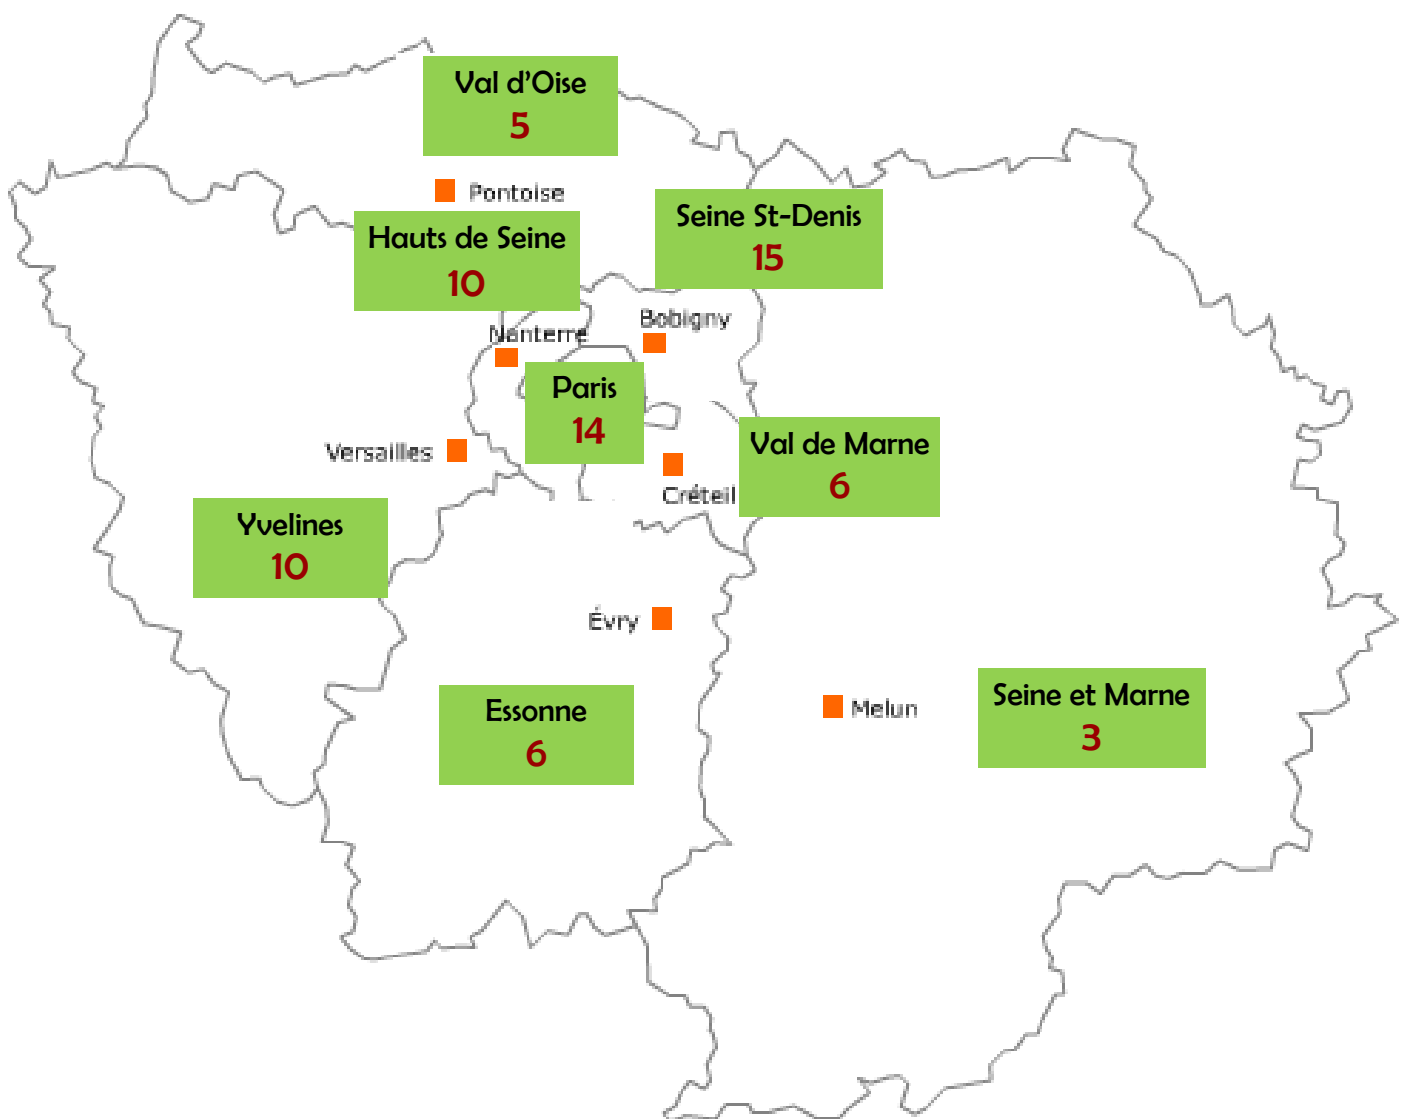 Val d'Oise
5
Pontoise
Seine St-Denis
15
Hauts de Seine
10
Nanterre
Bobigny
Paris
14
Versailles
Val de Marne
6
Créteil
Yvelines
10
Évry
Essonne
6
Melun
Seine et Marne
3